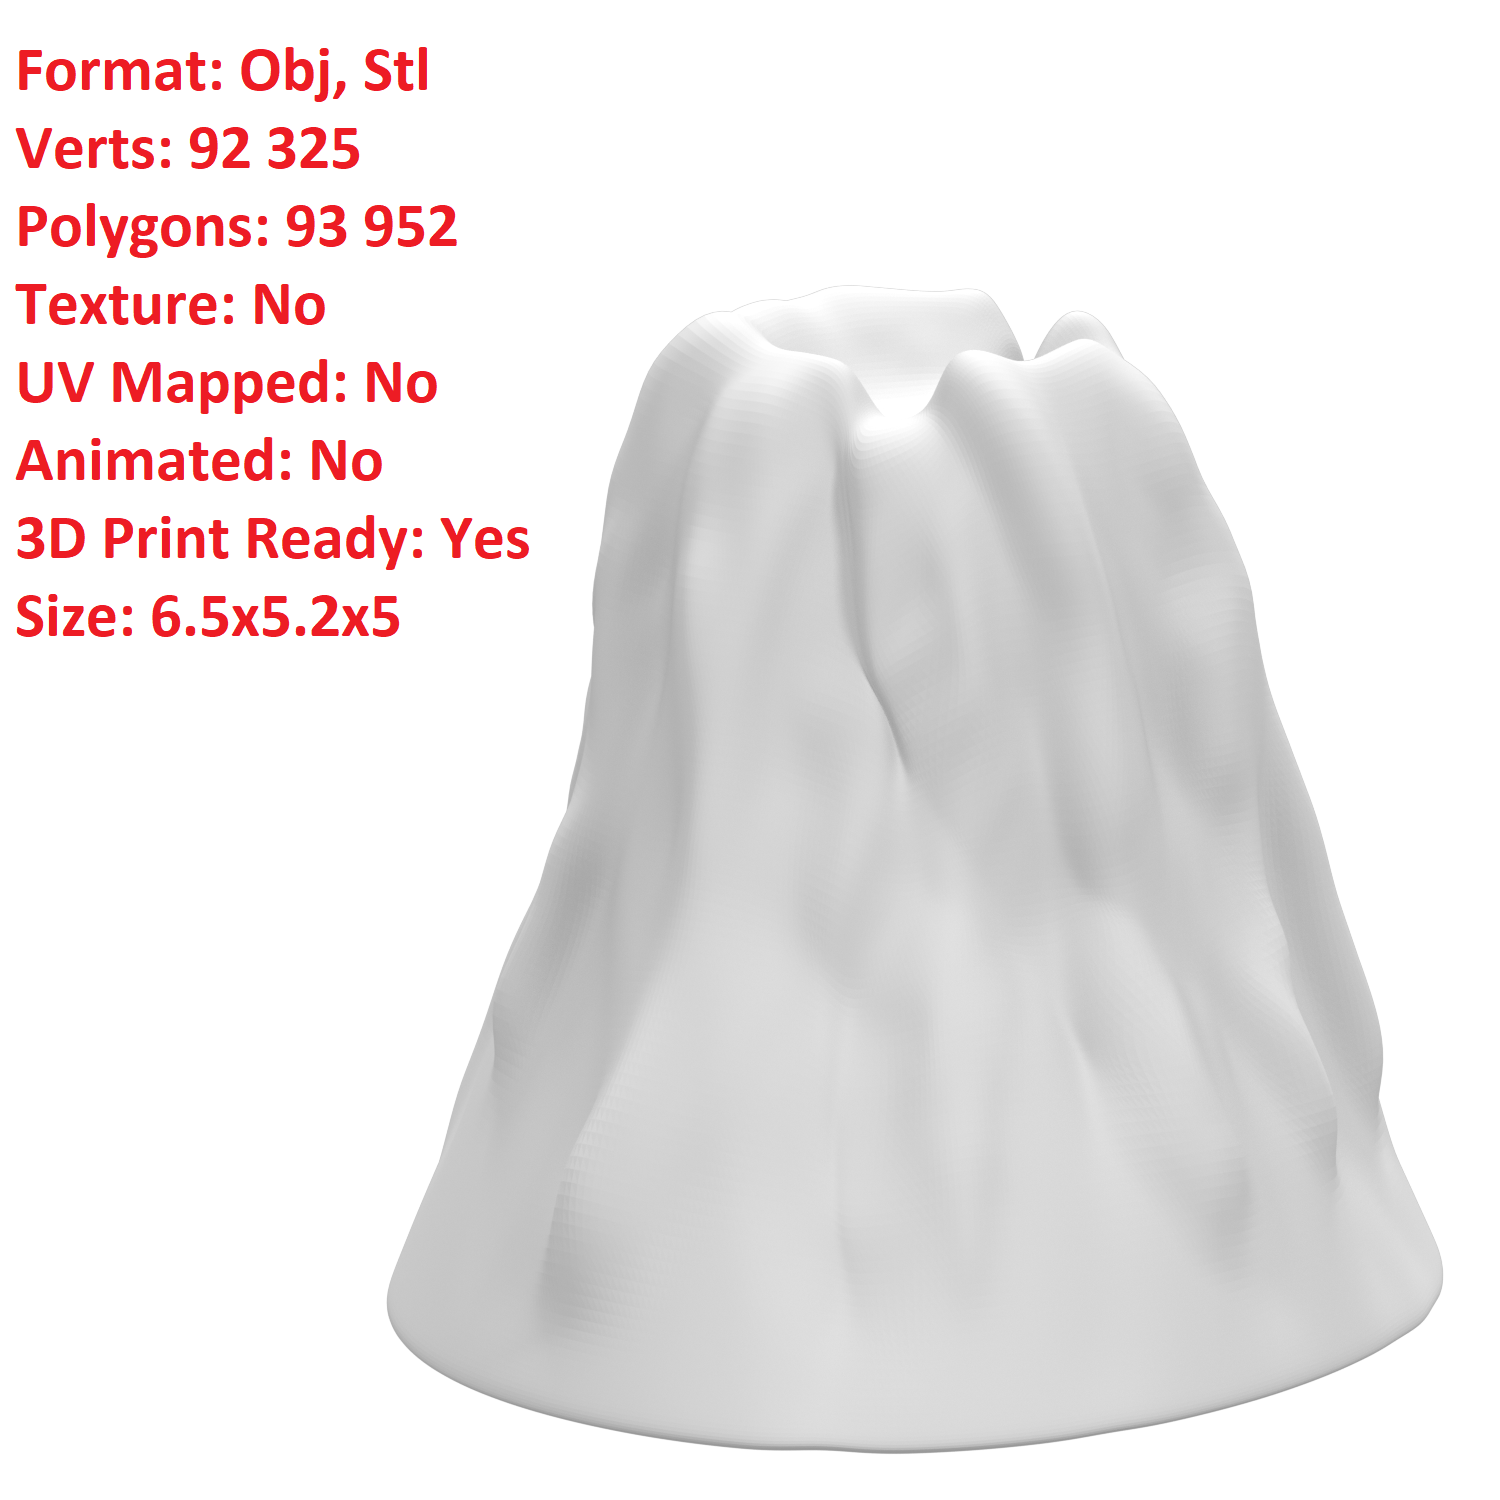 Format: Obj, Stl
Verts: 92 325
Polygons: 93 952
Texture: No
UV Mapped: No
Animated: No
3D Print Ready: Yes
Size: 6.5x5.2x5